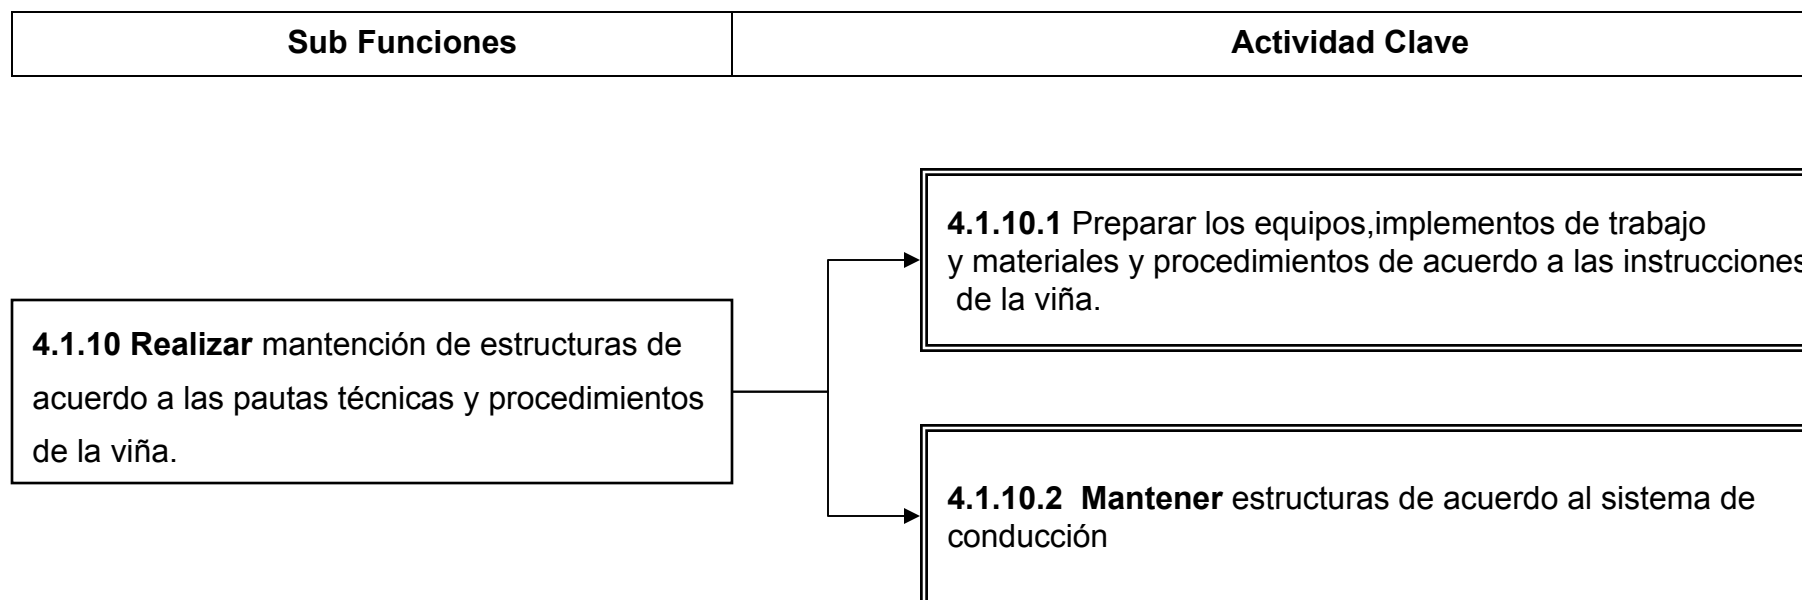 Sub Funciones
Actividad Clave
4.1.10.1 Preparar los equipos,implementos de trabajo
y materiales y procedimientos de acuerdo a las instrucciones
de la viña.
4.1.10 Realizar mantención de estructuras de
acuerdo a las pautas técnicas y procedimientos
de la viña.
4.1.10.2 Mantener estructuras de acuerdo al sistema de
conducción